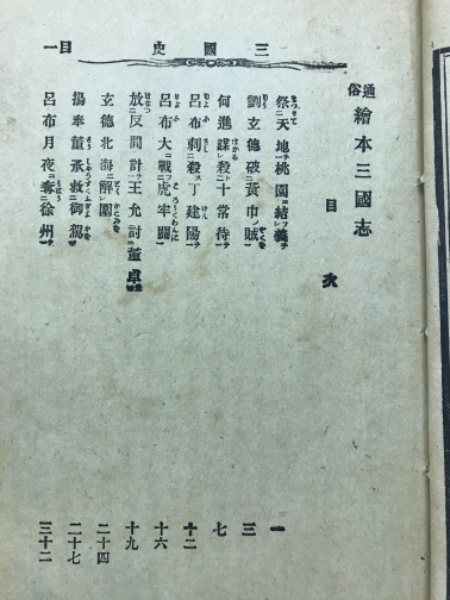 三國史 目一
通俗 繪本三國志
目次
祭天地桃園結義 一
劉玄德破黃巾賊 三
何進謀殺十常侍 七
呂布刺殺丁建陽 十二
呂布大戰虎牢關 十六
放反間計王允討董卓 十九
玄德北海解圍 二十四
楊奉董承救御駕 二十七
呂布月夜奪徐州 三十二